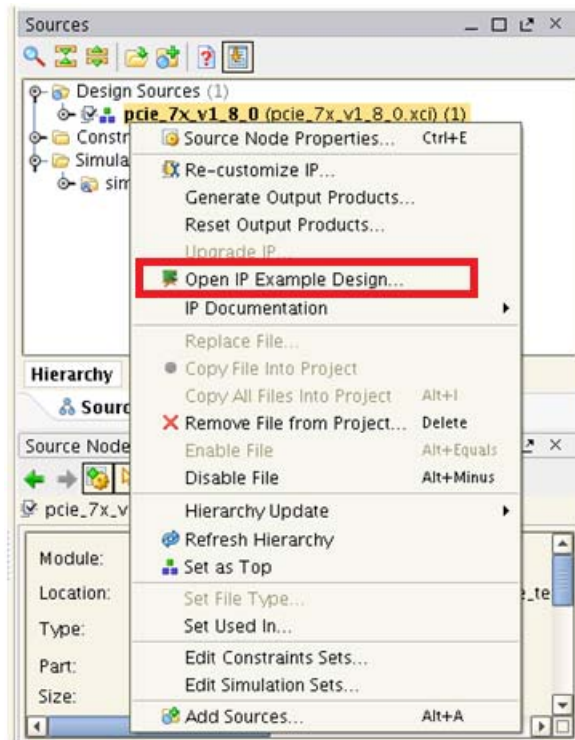 Sources
Design Sources (1)
pcie_7x_v1_8_0 (pcie_7x_v1_8_0.xci) (1)
Constr
Simula
sim
Source Node Properties... Ctrl+E
Re-customize IP...
Generate Output Products...
Reset Output Products...
Upgrade IP...
Open IP Example Design...
IP Documentation
Replace File...
Copy File Into Project
Copy All Files Into Project Alt+I
Remove File from Project... Delete
Enable File Alt+Equals
Disable File Alt+Minus
Hierarchy Update
Refresh Hierarchy
Set as Top
Set File Type...
Set Used In...
Edit Constraints Sets...
Edit Simulation Sets...
Add Sources... Alt+A
Hierarchy
Sourc
Source Node
pcie_7x_v
Module:
Location: e_te
Type:
Part:
Size: